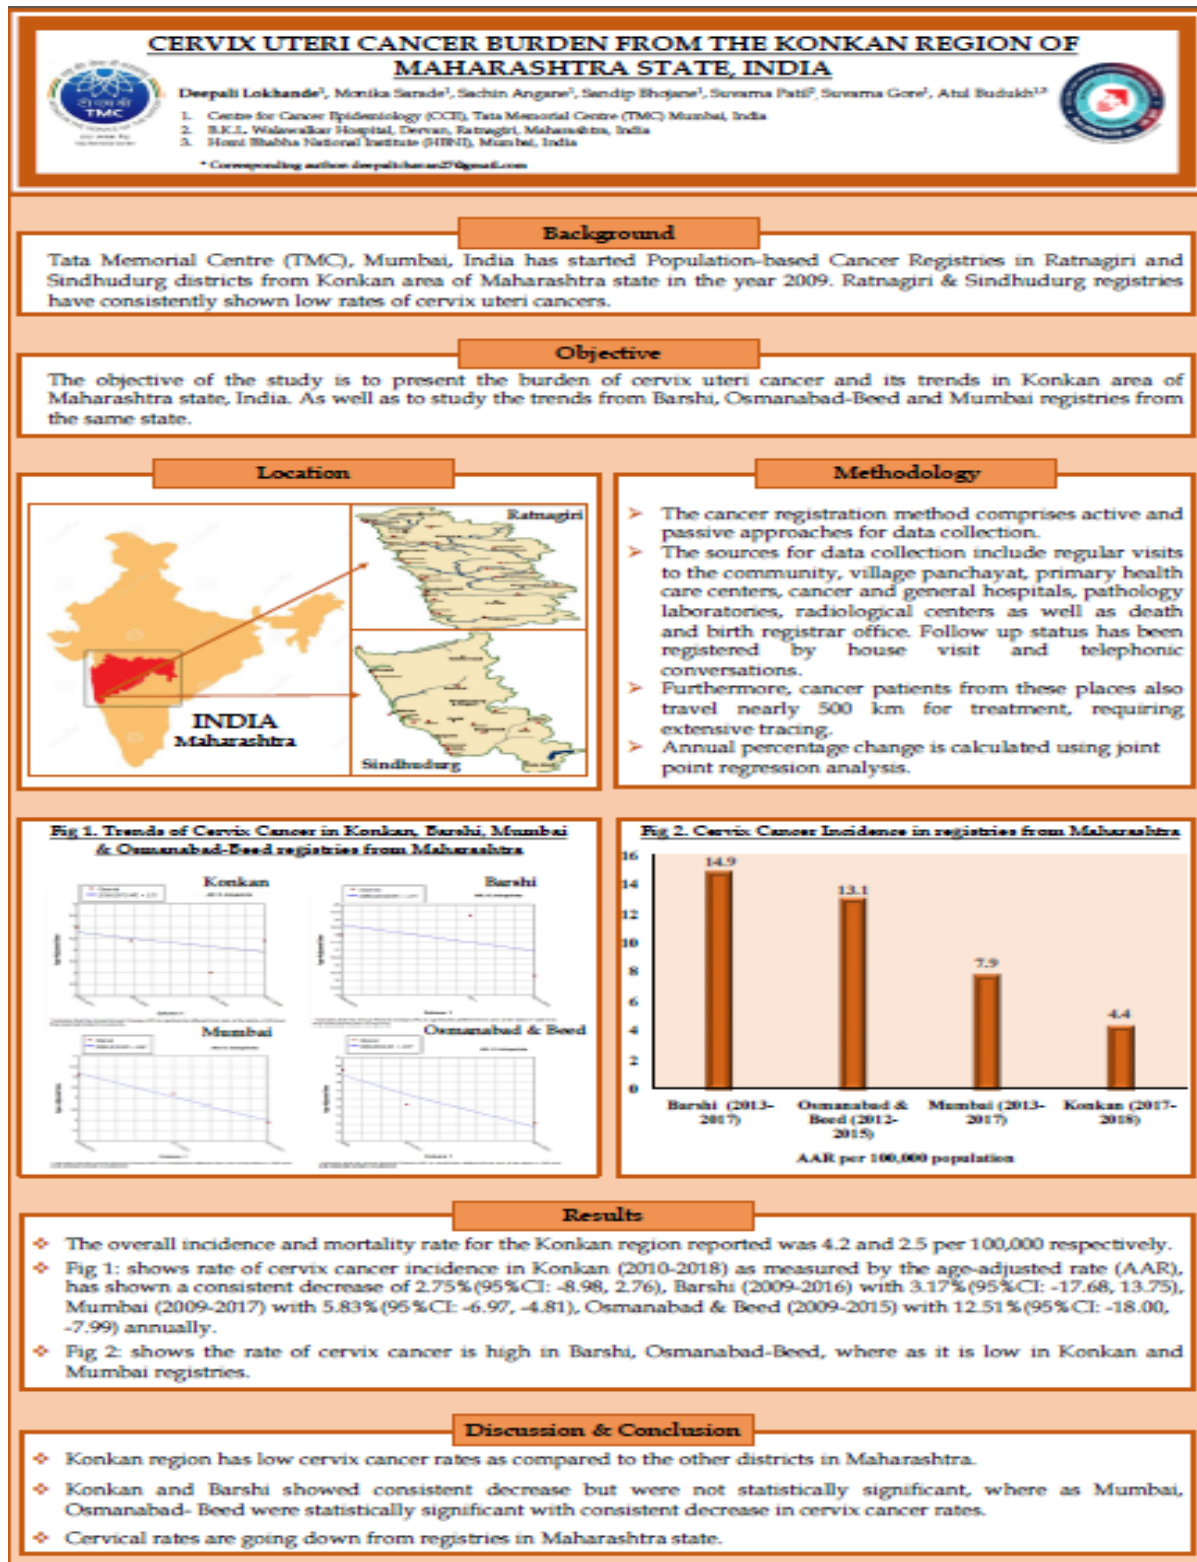 CERVIX UTERI CANCER BURDEN FROM THE KONKAN REGION OF
MAHARASHTRA STATE, INDIA
Deepali Lokhande¹, Monika Sarade¹, Sachin Angane¹, Sandip Bhojane¹, Suvarna Patil², Suvarna Gore¹, Atul Budukh¹,³
1. Centre for Cancer Epidemiology (CCE), Tata Memorial Centre (TMC) Mumbai, India
2. B.K.L. Walawalkar Hospital, Dervan, Ratnagiri, Maharashtra, India
3. Homi Bhabha National Institute (HBNI), Mumbai, India
* Corresponding author: deepalichavan27@gmail.com
TMC
Background
Tata Memorial Centre (TMC), Mumbai, India has started Population-based Cancer Registries in Ratnagiri and
Sindhudurg districts from Konkan area of Maharashtra state in the year 2009. Ratnagiri & Sindhudurg registries
have consistently shown low rates of cervix uteri cancers.
Objective
The objective of the study is to present the burden of cervix uteri cancer and its trends in Konkan area of
Maharashtra state, India. As well as to study the trends from Barshi, Osmanabad-Beed and Mumbai registries from
the same state.
Location
Ratnagiri
INDIA
Maharashtra
Sindhudurg
Methodology
➢ The cancer registration method comprises active and
passive approaches for data collection.
➢ The sources for data collection include regular visits
to the community, village panchayat, primary health
care centers, cancer and general hospitals, pathology
laboratories, radiological centers as well as death
and birth registrar office. Follow up status has been
registered by house visit and telephonic
conversations.
➢ Furthermore, cancer patients from these places also
travel nearly 500 km for treatment, requiring
extensive tracing.
➢ Annual percentage change is calculated using joint
point regression analysis.
Fig 1. Trends of Cervix Cancer in Konkan, Barshi, Mumbai
& Osmanabad-Beed registries from Maharashtra
Konkan
Barshi
Mumbai
Osmanabad & Beed
Fig 2. Cervix Cancer Incidence in registries from Maharashtra
16
14
12
10
8
6
4
2
0
14.9
13.1
7.9
4.4
Barshi (2013-
2017)
Osmanabad &
Beed (2012-
2015)
Mumbai (2013-
2017)
Konkan (2017-
2018)
AAR per 100,000 population
Results
❖ The overall incidence and mortality rate for the Konkan region reported was 4.2 and 2.5 per 100,000 respectively.
❖ Fig 1: shows rate of cervix cancer incidence in Konkan (2010-2018) as measured by the age-adjusted rate (AAR),
has shown a consistent decrease of 2.75%(95%CI: -8.98, 2.76), Barshi (2009-2016) with 3.17%(95%CI: -17.68, 13.75),
Mumbai (2009-2017) with 5.83%(95%CI: -6.97, -4.81), Osmanabad & Beed (2009-2015) with 12.51%(95%CI: -18.00,
-7.99) annually.
❖ Fig 2: shows the rate of cervix cancer is high in Barshi, Osmanabad-Beed, where as it is low in Konkan and
Mumbai registries.
Discussion & Conclusion
❖ Konkan region has low cervix cancer rates as compared to the other districts in Maharashtra.
❖ Konkan and Barshi showed consistent decrease but were not statistically significant, where as Mumbai,
Osmanabad- Beed were statistically significant with consistent decrease in cervix cancer rates.
❖ Cervical rates are going down from registries in Maharashtra state.